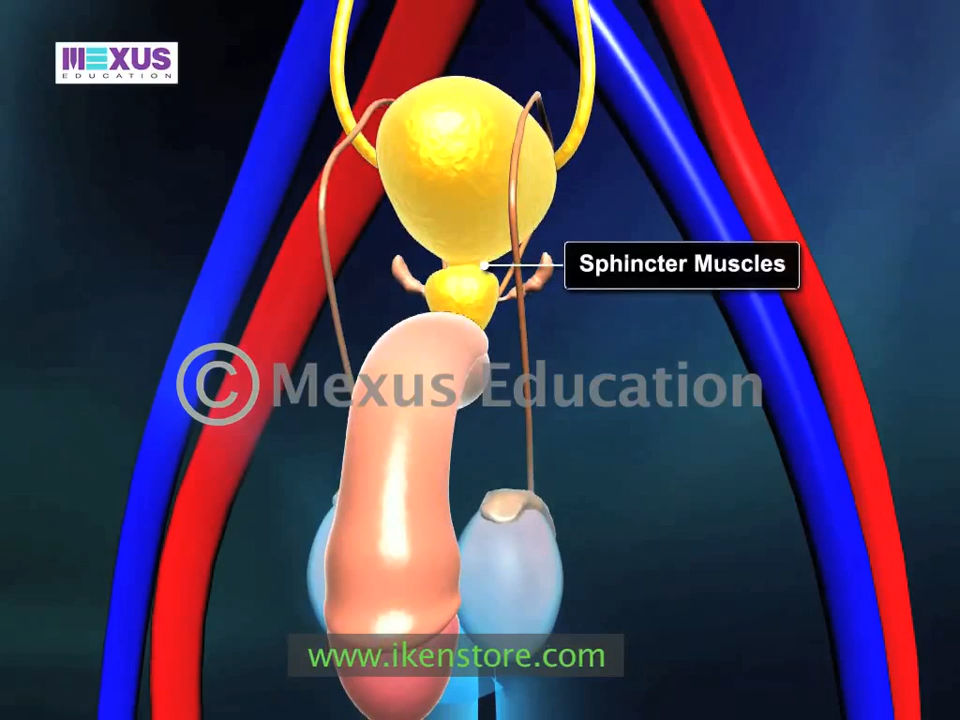 MEXUS
EDUCATION
Sphincter Muscles
© Mexus Education
www.ikenstore.com